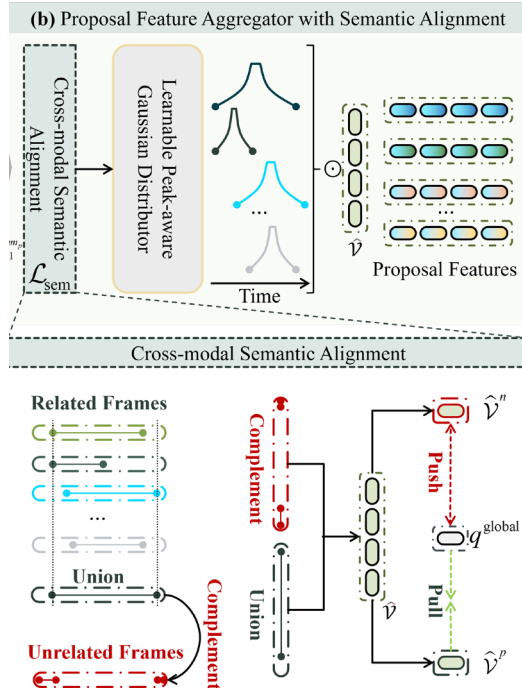 (b) Proposal Feature Aggregator with Semantic Alignment
Cross-modal Semantic
Alignment
ℒ_sem
Learnable Peak-aware
Gaussian Distributor
...
Time
⊙
𝒱̂
...
Proposal Features
Cross-modal Semantic Alignment
Related Frames
...
Union
Complement
Unrelated Frames
Complement
Union
𝒱̂
𝒱̂ⁿ
Push
q^global
Pull
𝒱̂ᵖ